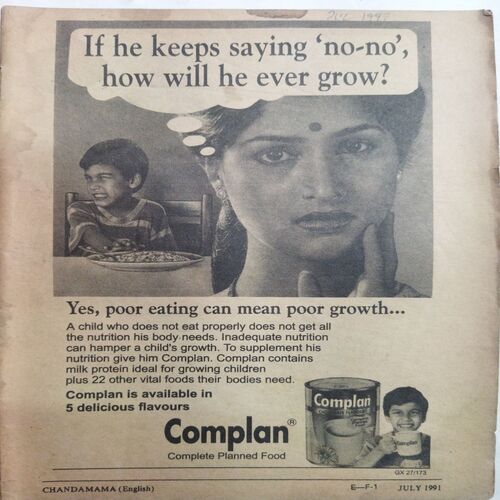 If he keeps saying 'no-no',
how will he ever grow?
Yes, poor eating can mean poor growth...
A child who does not eat properly does not get all
the nutrition his body needs. Inadequate nutrition
can hamper a child's growth. To supplement his
nutrition give him Complan. Complan contains
milk protein ideal for growing children
plus 22 other vital foods their bodies need.
Complan is available in
5 delicious flavours
Complan®
Complete Planned Food
Complan
Complan
GX 27/173
CHANDAMAMA (English)
E—F-1
JULY 1991